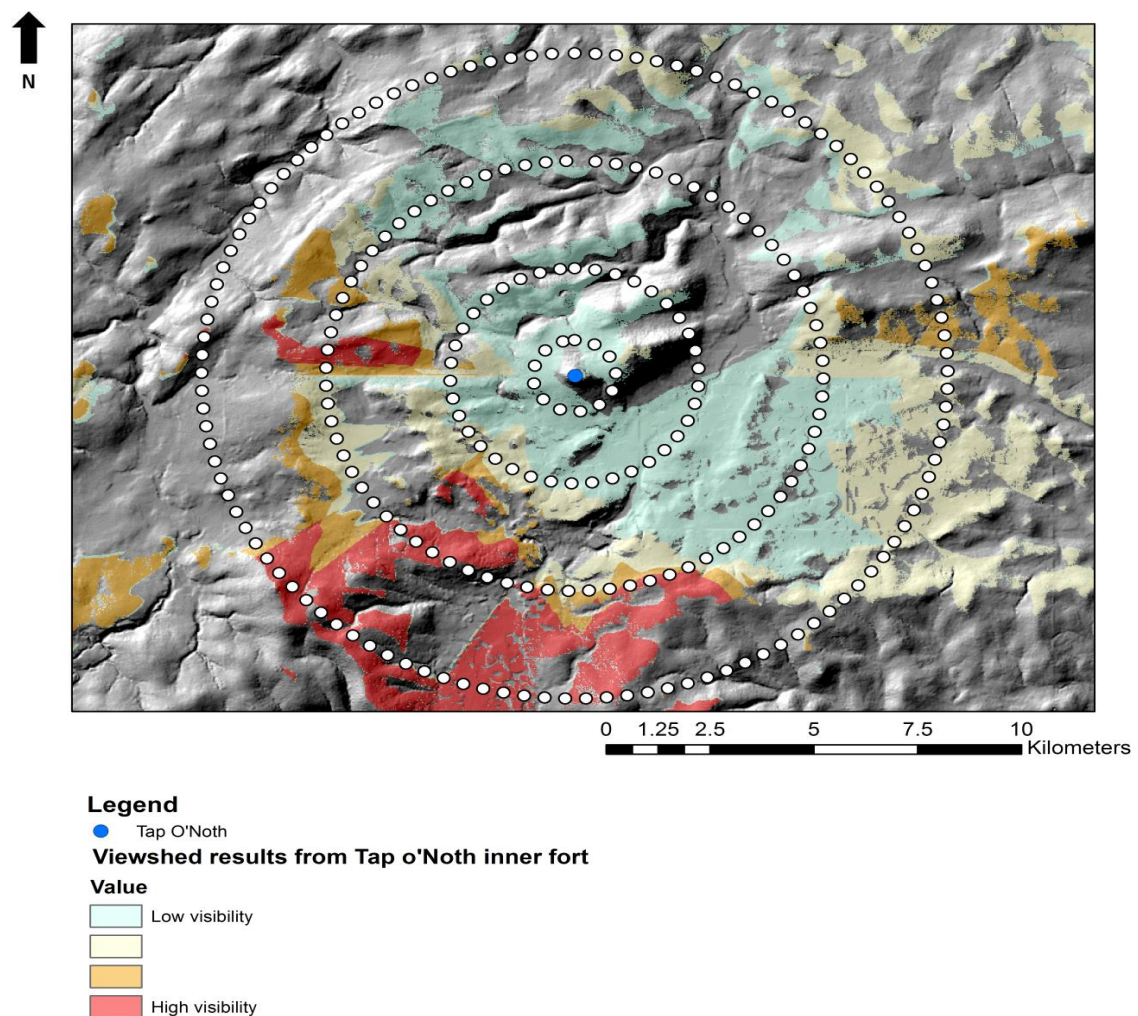 N
0 1.25 2.5 5 7.5 10
Kilometers
Legend
Tap O'Noth
Viewshed results from Tap o'Noth inner fort
Value
Low visibility
High visibility